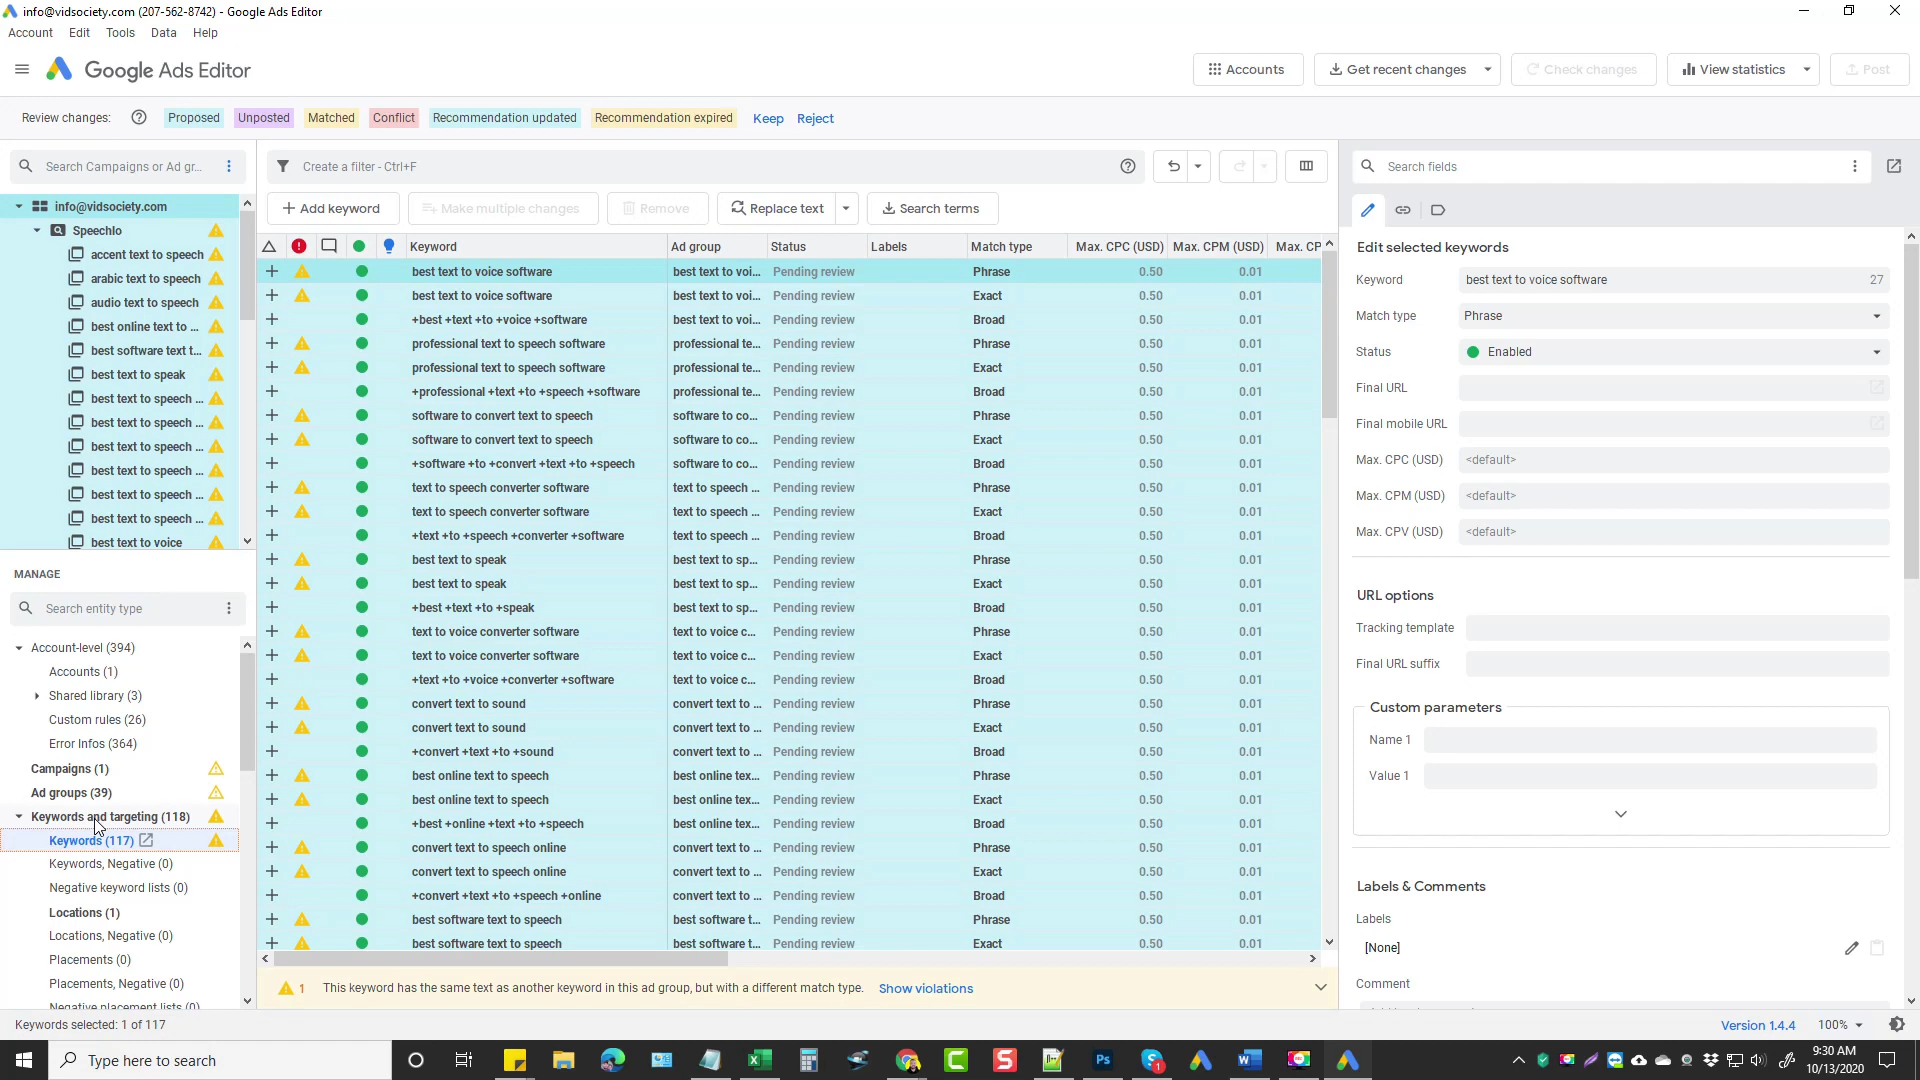 info@vidsociety.com (207-562-8742) - Google Ads Editor
Account Edit Tools Data Help
Google Ads Editor
Accounts
Get recent changes
Check changes
View statistics
Post
Review changes: Proposed Unposted Matched Conflict Recommendation updated Recommendation expired Keep Reject
Search Campaigns or Ad gr...
info@vidsociety.com
Speechlo
accent text to speech
arabic text to speech
audio text to speech
best online text to ...
best software text t...
best text to speak
best text to speech ...
best text to speech ...
best text to speech ...
best text to speech ...
best text to speech ...
best text to speech ...
best text to voice
MANAGE
Search entity type
Account-level (394)
Accounts (1)
Shared library (3)
Custom rules (26)
Error Infos (364)
Campaigns (1)
Ad groups (39)
Keywords and targeting (118)
Keywords (117)
Keywords, Negative (0)
Negative keyword lists (0)
Locations (1)
Locations, Negative (0)
Placements (0)
Placements, Negative (0)
Negative placement lists (0)
Keywords selected: 1 of 117
Create a filter - Ctrl+F
Add keyword
Make multiple changes
Remove
Replace text
Search terms
Keyword Ad group Status Labels Match type Max. CPC (USD) Max. CPM (USD) Max. CP
best text to voice software best text to voi... Pending review Phrase 0.50 0.01
best text to voice software best text to voi... Pending review Exact 0.50 0.01
+best +text +to +voice +software best text to voi... Pending review Broad 0.50 0.01
professional text to speech software professional te... Pending review Phrase 0.50 0.01
professional text to speech software professional te... Pending review Exact 0.50 0.01
+professional +text +to +speech +software professional te... Pending review Broad 0.50 0.01
software to convert text to speech software to co... Pending review Phrase 0.50 0.01
software to convert text to speech software to co... Pending review Exact 0.50 0.01
+software +to +convert +text +to +speech software to co... Pending review Broad 0.50 0.01
text to speech converter software text to speech ... Pending review Phrase 0.50 0.01
text to speech converter software text to speech ... Pending review Exact 0.50 0.01
+text +to +speech +converter +software text to speech ... Pending review Broad 0.50 0.01
best text to speak best text to sp... Pending review Phrase 0.50 0.01
best text to speak best text to sp... Pending review Exact 0.50 0.01
+best +text +to +speak best text to sp... Pending review Broad 0.50 0.01
text to voice converter software text to voice c... Pending review Phrase 0.50 0.01
text to voice converter software text to voice c... Pending review Exact 0.50 0.01
+text +to +voice +converter +software text to voice c... Pending review Broad 0.50 0.01
convert text to sound convert text to ... Pending review Phrase 0.50 0.01
convert text to sound convert text to ... Pending review Exact 0.50 0.01
+convert +text +to +sound convert text to ... Pending review Broad 0.50 0.01
best online text to speech best online tex... Pending review Phrase 0.50 0.01
best online text to speech best online tex... Pending review Exact 0.50 0.01
+best +online +text +to +speech best online tex... Pending review Broad 0.50 0.01
convert text to speech online convert text to ... Pending review Phrase 0.50 0.01
convert text to speech online convert text to ... Pending review Exact 0.50 0.01
+convert +text +to +speech +online convert text to ... Pending review Broad 0.50 0.01
best software text to speech best software t... Pending review Phrase 0.50 0.01
best software text to speech best software t... Pending review Exact 0.50 0.01
1 This keyword has the same text as another keyword in this ad group, but with a different match type. Show violations
Search fields
Edit selected keywords
Keyword best text to voice software 27
Match type Phrase
Status Enabled
Final URL
Final mobile URL
Max. CPC (USD) <default>
Max. CPM (USD) <default>
Max. CPV (USD) <default>
URL options
Tracking template
Final URL suffix
Custom parameters
Name 1
Value 1
Labels & Comments
Labels
[None]
Comment
Version 1.4.4 100%
Type here to search
9:30 AM
10/13/2020